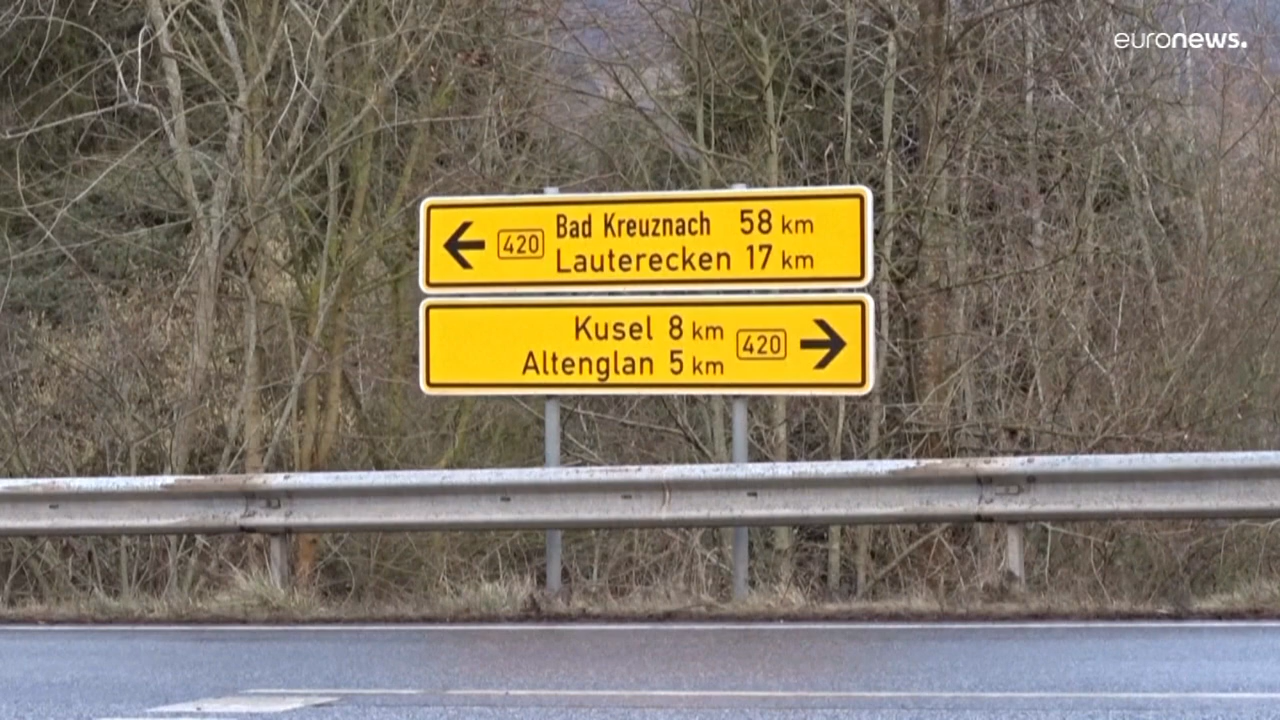 euronews.
420 Bad Kreuznach 58 km
Lauterecken 17 km
Kusel 8 km 420
Altenglan 5 km